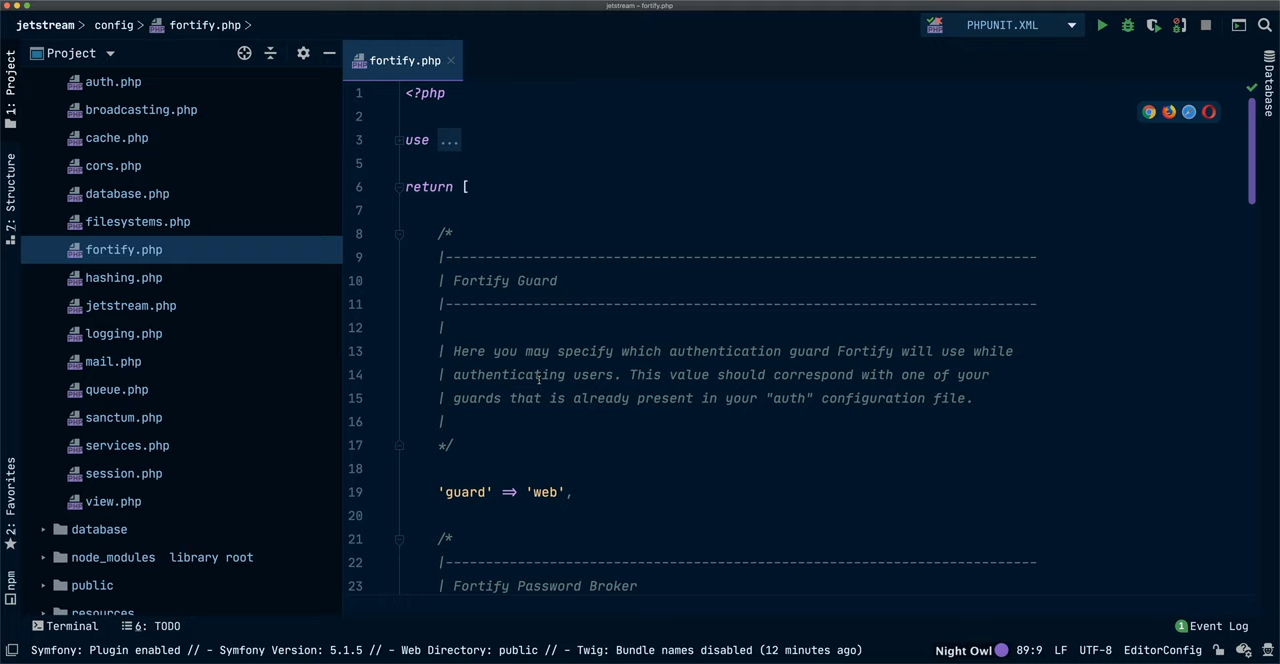 jetstream – fortify.php
jetstream > config > fortify.php >
PHPUNIT.XML
Project
fortify.php
1: Project
7: Structure
2: Favorites
npm
Database
auth.php
broadcasting.php
cache.php
cors.php
database.php
filesystems.php
fortify.php
hashing.php
jetstream.php
logging.php
mail.php
queue.php
sanctum.php
services.php
session.php
view.php
database
node_modules library root
public
resources
1 <?php
2
3 use ...
5
6 return [
7
8 /*
9 |--------------------------------------------------------------------------
10 | Fortify Guard
11 |--------------------------------------------------------------------------
12 |
13 | Here you may specify which authentication guard Fortify will use while
14 | authenticating users. This value should correspond with one of your
15 | guards that is already present in your "auth" configuration file.
16 |
17 */
18
19 'guard' => 'web',
20
21 /*
22 |--------------------------------------------------------------------------
23 | Fortify Password Broker
Terminal 6: TODO 1 Event Log
Symfony: Plugin enabled // - Symfony Version: 5.1.5 // - Web Directory: public // - Twig: Bundle names disabled (12 minutes ago) Night Owl 89:9 LF UTF-8 EditorConfig